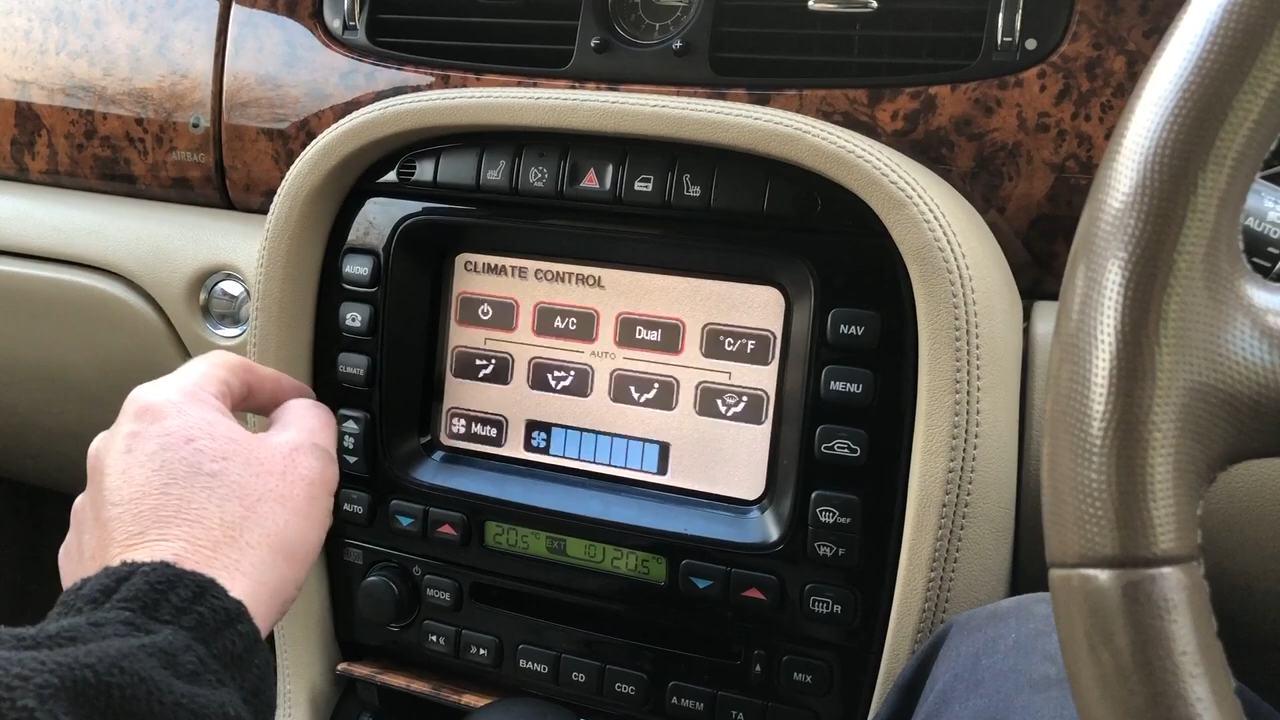 AIRBAG
ASC
AUTO
AUDIO
CLIMATE
AUTO
CLIMATE CONTROL
A/C
Dual
°C/°F
AUTO
Mute
NAV
MENU
DEF
F
R
20.5°C EXT 10 20.5°C
MODE
BAND
CD
CDC
MIX
A.MEM
TA